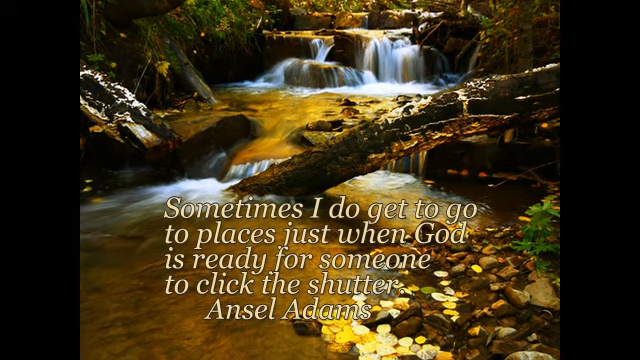 Sometimes I do get to go
to places just when God
is ready for someone
to click the shutter.
Ansel Adams